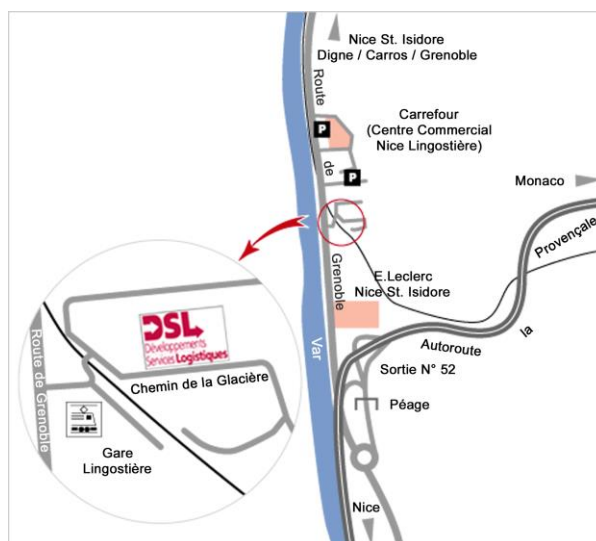 Nice St. Isidore
Digne / Carros / Grenoble
Route
de
Grenoble
P
Carrefour
(Centre Commercial
Nice Lingostière)
P
Monaco
Provençale
la
Autoroute
E.Leclerc
Nice St. Isidore
Var
Sortie N° 52
Péage
Nice
DSL
Développements
Services Logistiques
Chemin de la Glacière
Route de Grenoble
Gare
Lingostière